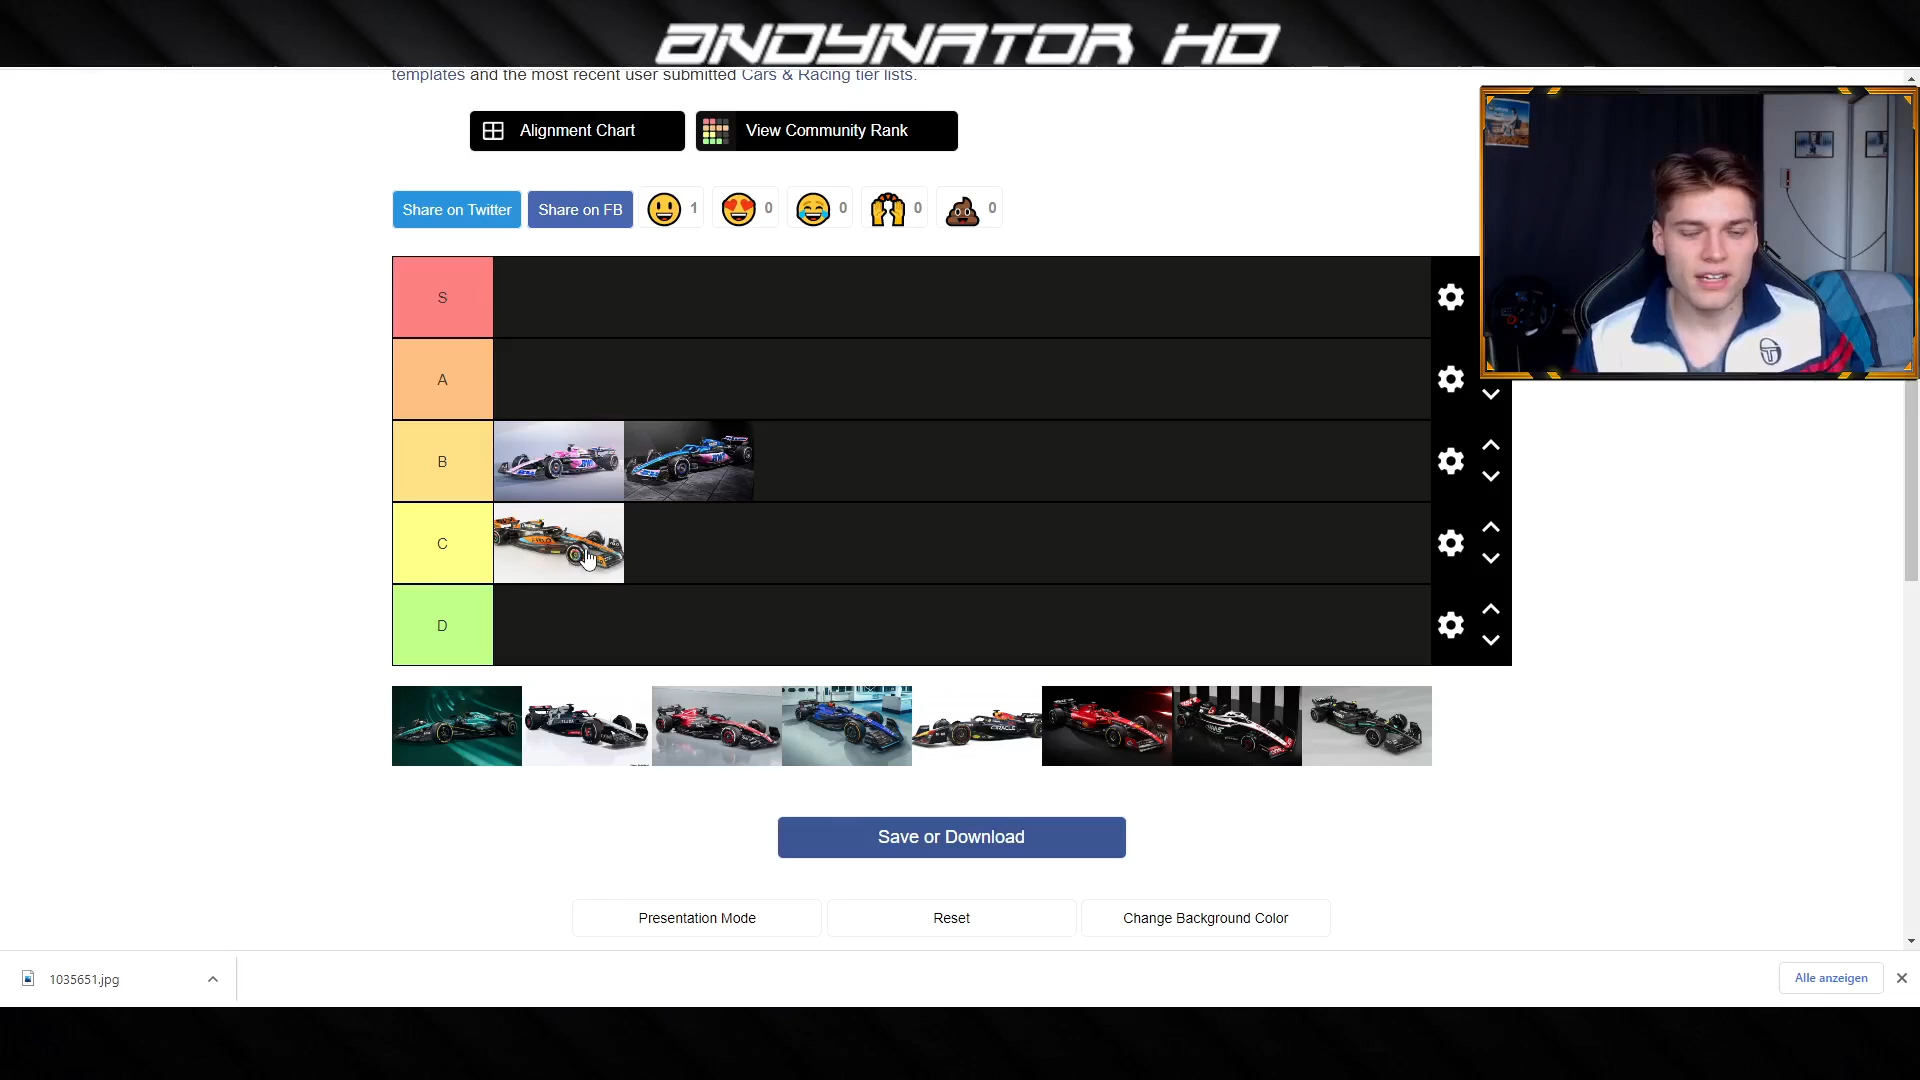 ANDYNATOR HD
templates and the most recent user submitted Cars & Racing tier lists.
Alignment Chart
View Community Rank
Share on Twitter
Share on FB
1
0
0
0
0
S
A
B
C
D
Save or Download
Presentation Mode
Reset
Change Background Color
1035651.jpg
Alle anzeigen